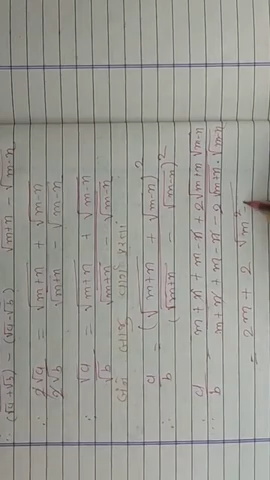 ∴ (√a+√b) − (√a−√b) √m+n − √m−n
∴ 2√a / 2√b = √m+n + √m−n / √m+n − √m−n
∴ √a / √b = √m+n + √m−n / √m+n − √m−n
∴ a / b = (√m+n + √m−n)² / (√m+n √m−n)²
∴ a / b = m+n+m−n+2√m+n √m−n / m+n+m−n−2√m+n·√m−n
= 2m+2 √m²